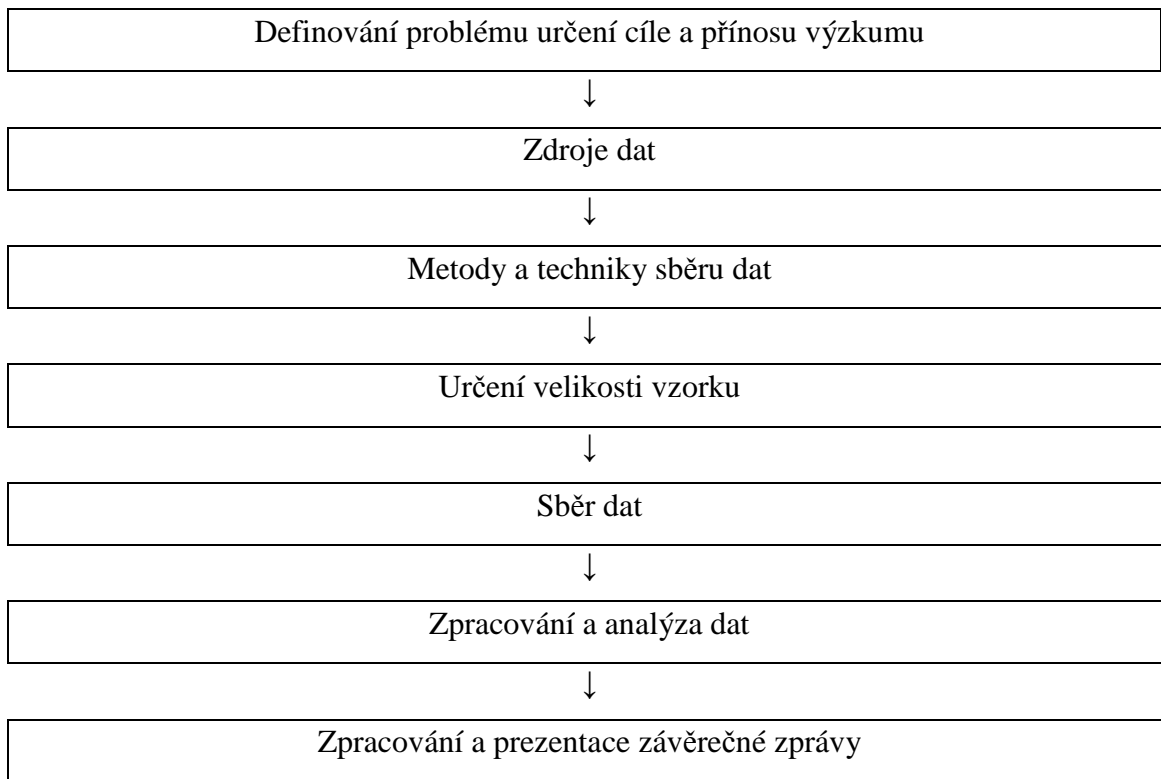 Definování problému určení cíle a přínosu výzkumu
↓
Zdroje dat
↓
Metody a techniky sběru dat
↓
Určení velikosti vzorku
↓
Sběr dat
↓
Zpracování a analýza dat
↓
Zpracování a prezentace závěrečné zprávy